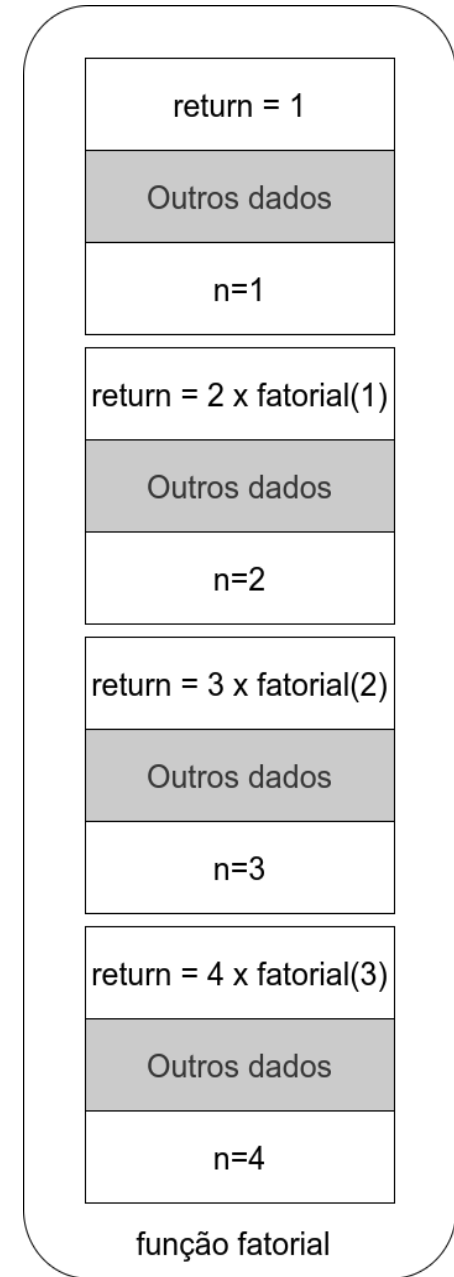 return = 1
Outros dados
n=1
return = 2 x fatorial(1)
Outros dados
n=2
return = 3 x fatorial(2)
Outros dados
n=3
return = 4 x fatorial(3)
Outros dados
n=4
função fatorial